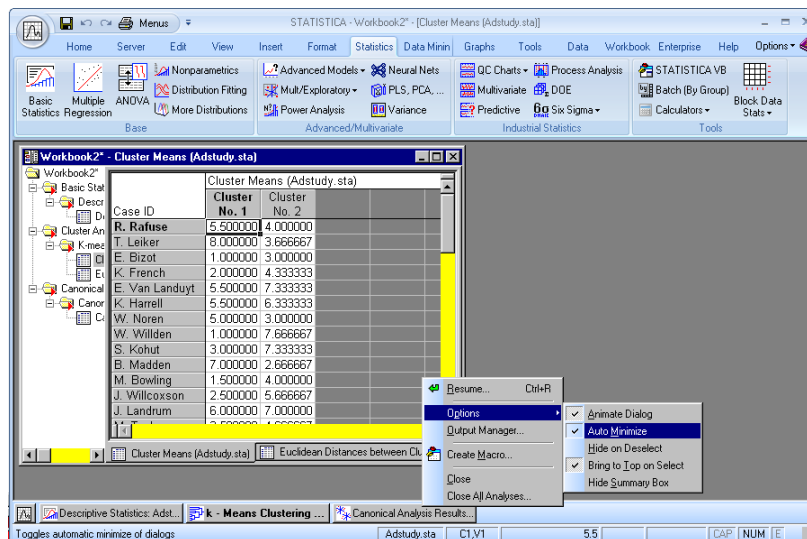 Menus
STATISTICA - Workbook2* - [Cluster Means (Adstudy.sta)]
Home Server Edit View Insert Format Statistics Data Minin Graphs Tools Data Workbook Enterprise Help Options
Basic Statistics
Multiple Regression
ANOVA
Nonparametrics
Distribution Fitting
More Distributions
Base
Advanced Models
Mult/Exploratory
Power Analysis
Neural Nets
PLS, PCA, ...
Variance
Advanced/Multivariate
QC Charts
Multivariate
Predictive
Process Analysis
DOE
Six Sigma
Industrial Statistics
STATISTICA VB
Batch (By Group)
Calculators
Block Data Stats
Tools
Workbook2* - Cluster Means (Adstudy.sta)
Workbook2*
Basic Stat
Descr
De
Cluster An
K-mea
Cl
Eu
Canonical
Canor
Ca
Cluster Means (Adstudy.sta)
Case ID Cluster No. 1 Cluster No. 2
R. Rafuse 5.500000 4.000000
T. Leiker 8.000000 3.666667
E. Bizot 1.000000 3.000000
K. French 2.000000 4.333333
E. Van Landuyt 5.500000 7.333333
K. Harrell 5.500000 6.333333
W. Noren 5.000000 3.000000
W. Willden 1.000000 7.666667
S. Kohut 3.000000 7.333333
B. Madden 7.000000 2.666667
M. Bowling 1.500000 4.000000
J. Willcoxson 2.500000 5.666667
J. Landrum 6.000000 7.000000
Cluster Means (Adstudy.sta)
Euclidean Distances between Clu
Resume... Ctrl+R
Options
Output Manager...
Create Macro...
Close
Close All Analyses...
Animate Dialog
Auto Minimize
Hide on Deselect
Bring to Top on Select
Hide Summary Box
Descriptive Statistics: Adst...
k - Means Clustering ...
Canonical Analysis Results...
Toggles automatic minimize of dialogs
Adstudy.sta
C1,V1
5.5
CAP
NUM
E